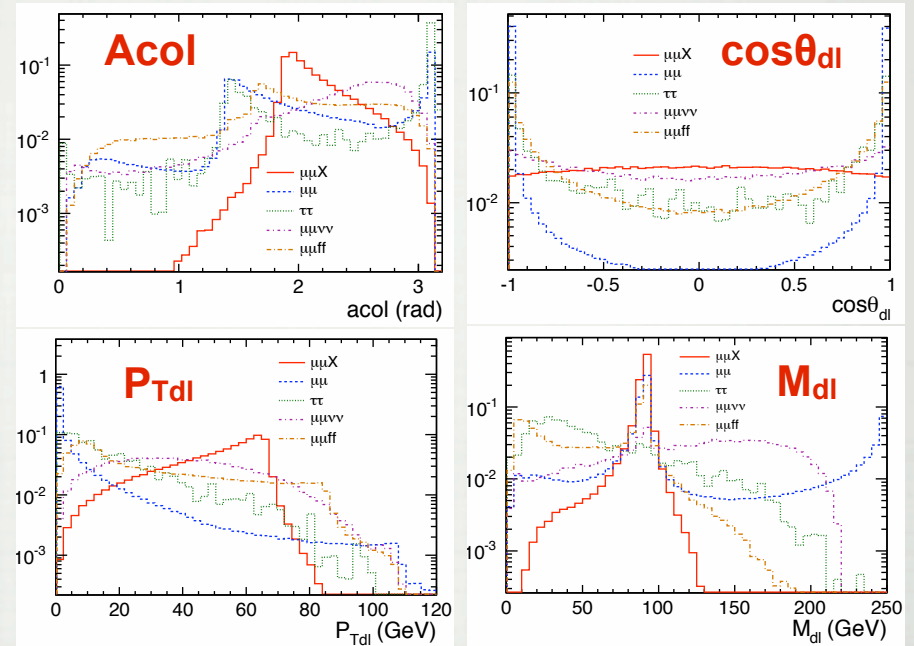 Acol
10⁻¹
10⁻²
10⁻³
μμX
μμ
ττ
μμνν
μμff
0 1 2 3
acol (rad)
cosθdl
10⁻¹
10⁻²
μμX
μμ
ττ
μμνν
μμff
-1 -0.5 0 0.5 1
cosθdl
PTdl
1
10⁻¹
10⁻²
10⁻³
μμX
μμ
ττ
μμνν
μμff
0 20 40 60 80 100 120
PTdl (GeV)
Mdl
10⁻¹
10⁻²
10⁻³
μμX
μμ
ττ
μμνν
μμff
0 50 100 150 200 250
Mdl (GeV)